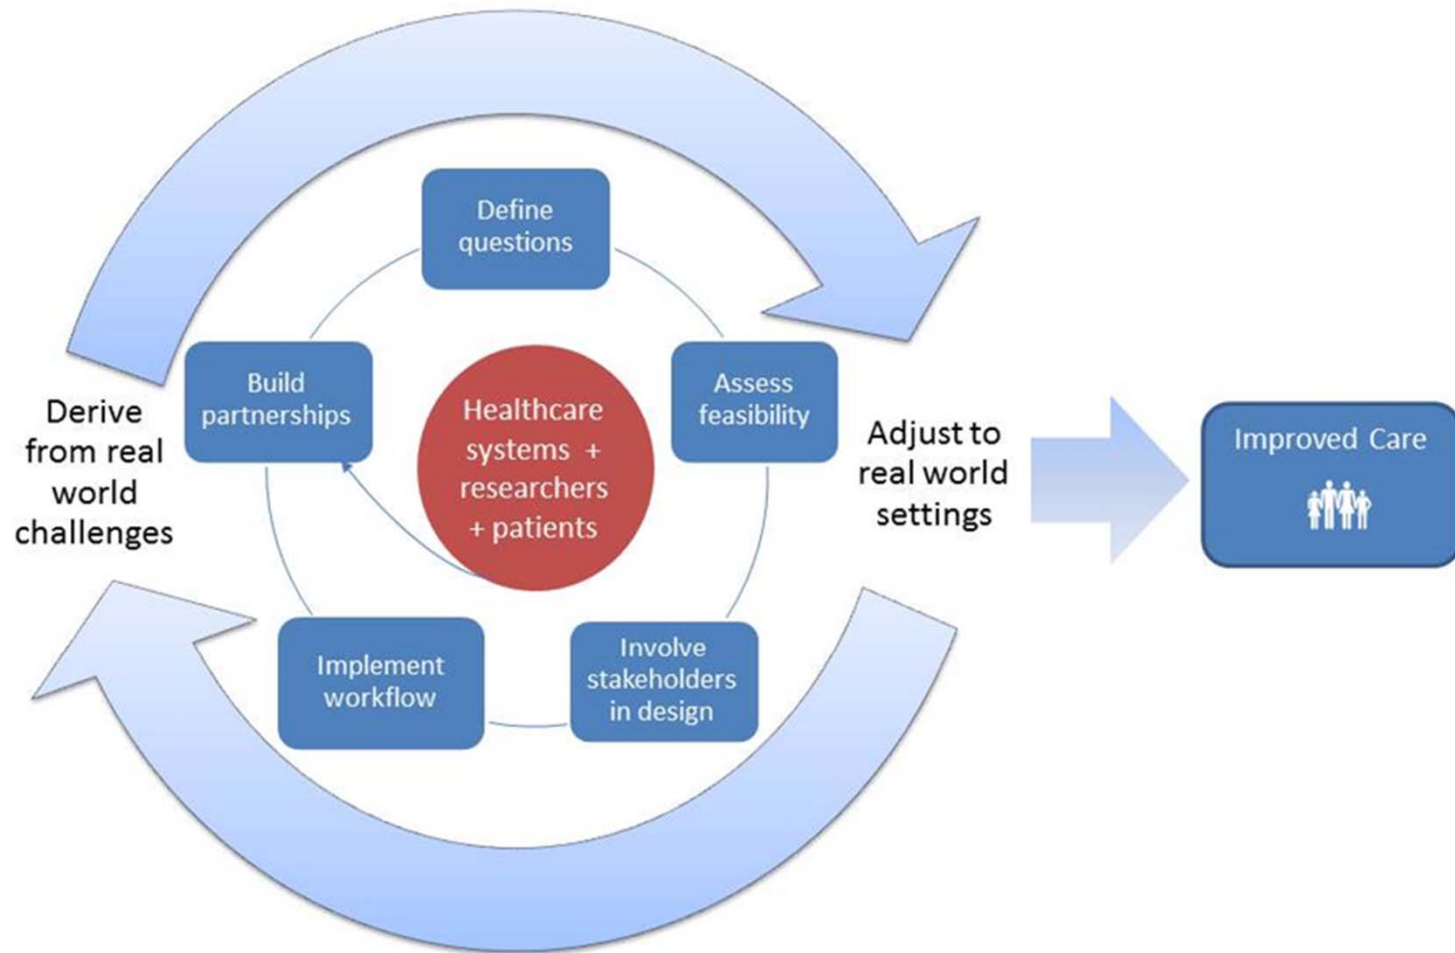 Define
questions
Build
partnerships
Assess
feasibility
Healthcare
systems +
researchers
+ patients
Derive
from real
world
challenges
Adjust to
real world
settings
Improved Care
Implement
workflow
Involve
stakeholders
in design